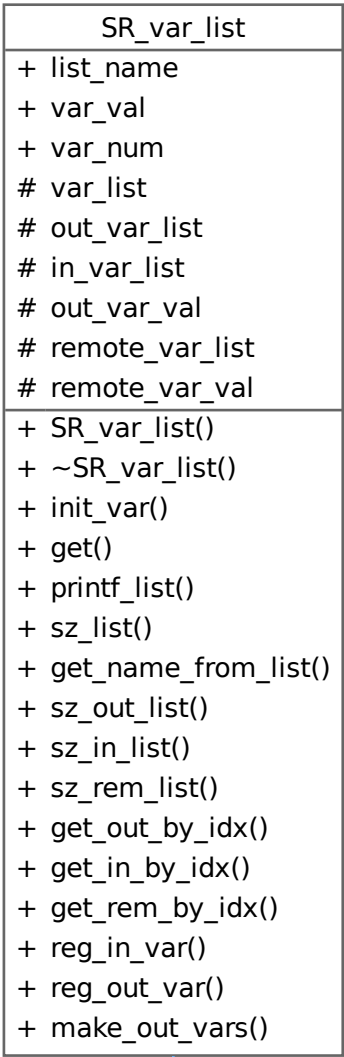 SR_var_list
+ list_name
+ var_val
+ var_num
# var_list
# out_var_list
# in_var_list
# out_var_val
# remote_var_list
# remote_var_val
+ SR_var_list()
+ ~SR_var_list()
+ init_var()
+ get()
+ printf_list()
+ sz_list()
+ get_name_from_list()
+ sz_out_list()
+ sz_in_list()
+ sz_rem_list()
+ get_out_by_idx()
+ get_in_by_idx()
+ get_rem_by_idx()
+ reg_in_var()
+ reg_out_var()
+ make_out_vars()